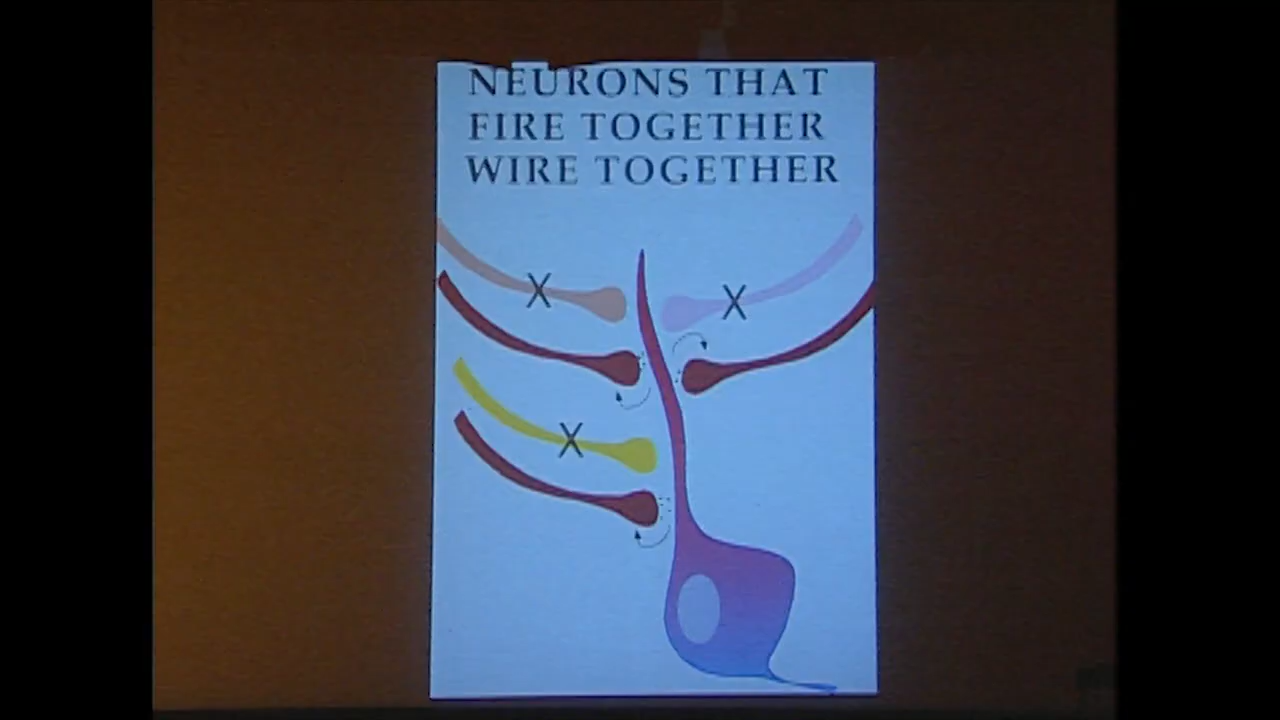 NEURONS THAT
FIRE TOGETHER
WIRE TOGETHER
X
X
X